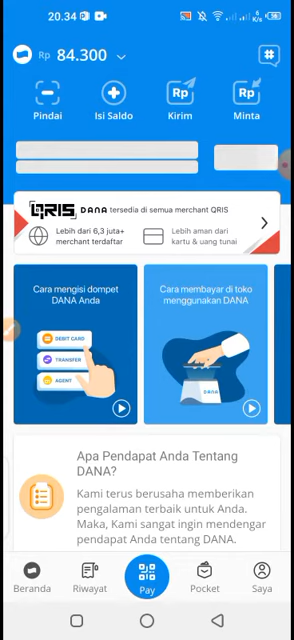 20.34
6
K/s
Rp 84.300
Rp
Rp
Pindai
Isi Saldo
Kirim
Minta
QRIS DANA tersedia di semua merchant QRIS
Lebih dari 6,3 juta+
merchant terdaftar
Lebih aman dari
kartu & uang tunai
Cara mengisi dompet
DANA Anda
DEBIT CARD
TRANSFER
AGENT
Cara membayar di toko
menggunakan DANA
DANA
Apa Pendapat Anda Tentang
DANA?
Kami terus berusaha memberikan
pengalaman terbaik untuk Anda.
Maka, Kami sangat ingin mendengar
pendapat Anda tentang DANA.
Beranda
Riwayat
Pay
Pocket
Saya